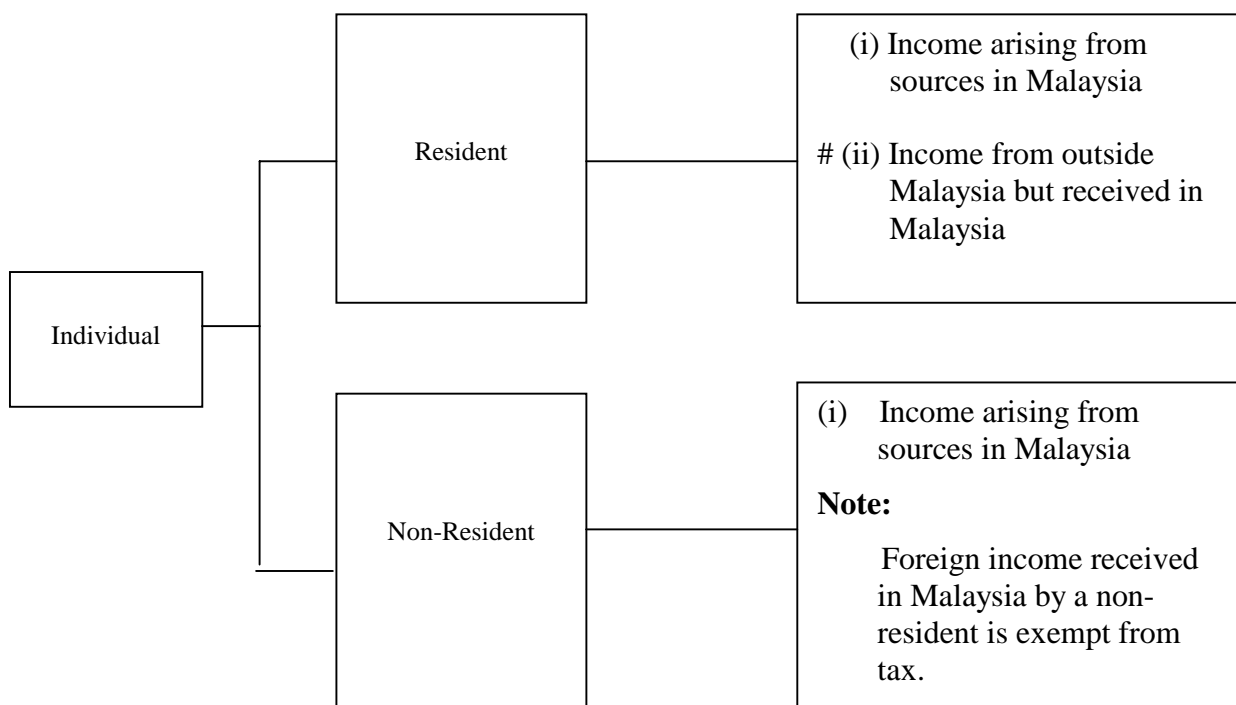 Individual
Resident
(i) Income arising from
sources in Malaysia
# (ii) Income from outside
Malaysia but received in
Malaysia
Non-Resident
(i) Income arising from
sources in Malaysia
Note:
Foreign income received
in Malaysia by a non-
resident is exempt from
tax.